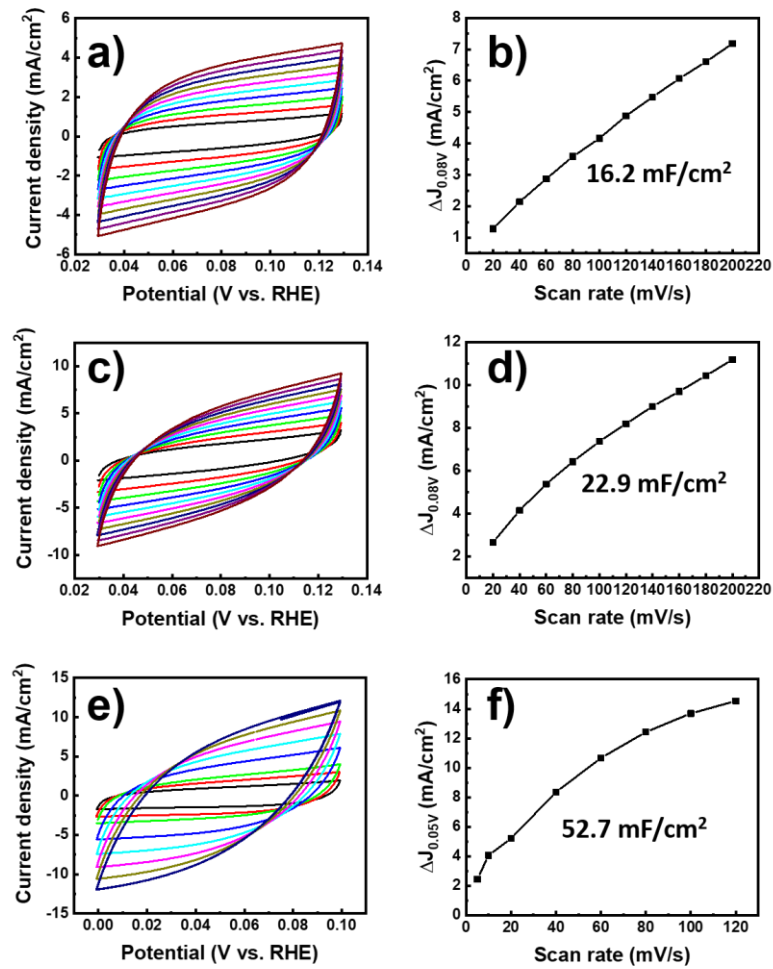 a)
Current density (mA/cm²)
6
4
2
0
-2
-4
-6
0.02 0.04 0.06 0.08 0.10 0.12 0.14
Potential (V vs. RHE)
b)
ΔJ0.08V (mA/cm²)
8
7
6
5
4
3
2
1
16.2 mF/cm²
0 20 40 60 80 100 120 140 160 180 200 220
Scan rate (mV/s)
c)
Current density (mA/cm²)
10
5
0
-5
-10
0.02 0.04 0.06 0.08 0.10 0.12 0.14
Potential (V vs. RHE)
d)
ΔJ0.08V (mA/cm²)
12
10
8
6
4
2
22.9 mF/cm²
0 20 40 60 80 100 120 140 160 180 200 220
Scan rate (mV/s)
e)
Current density (mA/cm²)
15
10
5
0
-5
-10
-15
0.00 0.02 0.04 0.06 0.08 0.10
Potential (V vs. RHE)
f)
ΔJ0.05V (mA/cm²)
16
14
12
10
8
6
4
2
0
52.7 mF/cm²
0 20 40 60 80 100 120
Scan rate (mV/s)